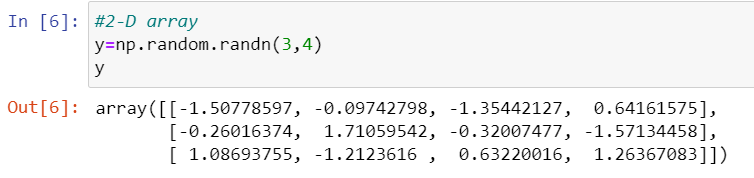 In [6]: #2-D array
y=np.random.randn(3,4)
y
Out[6]: array([[-1.50778597, -0.09742798, -1.35442127,  0.64161575],
       [-0.26016374,  1.71059542, -0.32007477, -1.57134458],
       [ 1.08693755, -1.2123616 ,  0.63220016,  1.26367083]])